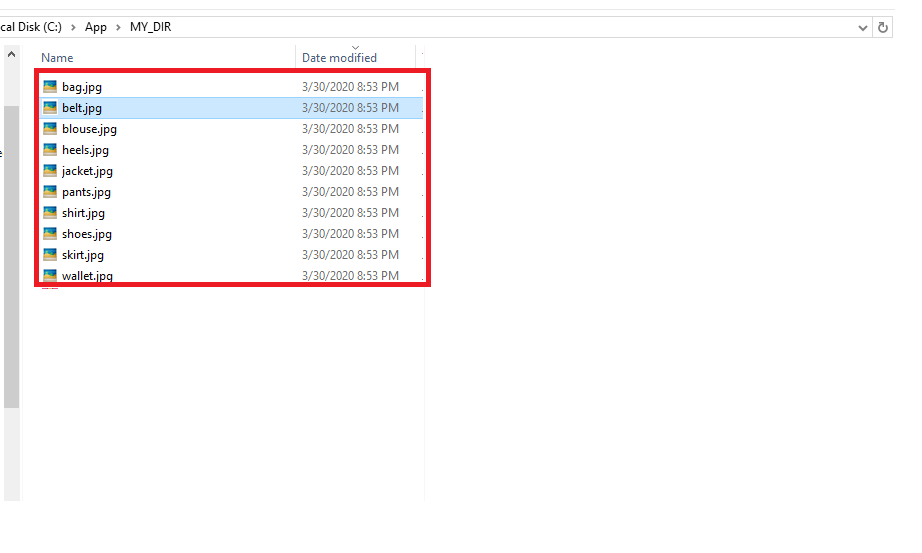 cal Disk (C:) > App > MY_DIR
Name Date modified
bag.jpg 3/30/2020 8:53 PM
belt.jpg 3/30/2020 8:53 PM
blouse.jpg 3/30/2020 8:53 PM
heels.jpg 3/30/2020 8:53 PM
jacket.jpg 3/30/2020 8:53 PM
pants.jpg 3/30/2020 8:53 PM
shirt.jpg 3/30/2020 8:53 PM
shoes.jpg 3/30/2020 8:53 PM
skirt.jpg 3/30/2020 8:53 PM
wallet.jpg 3/30/2020 8:53 PM